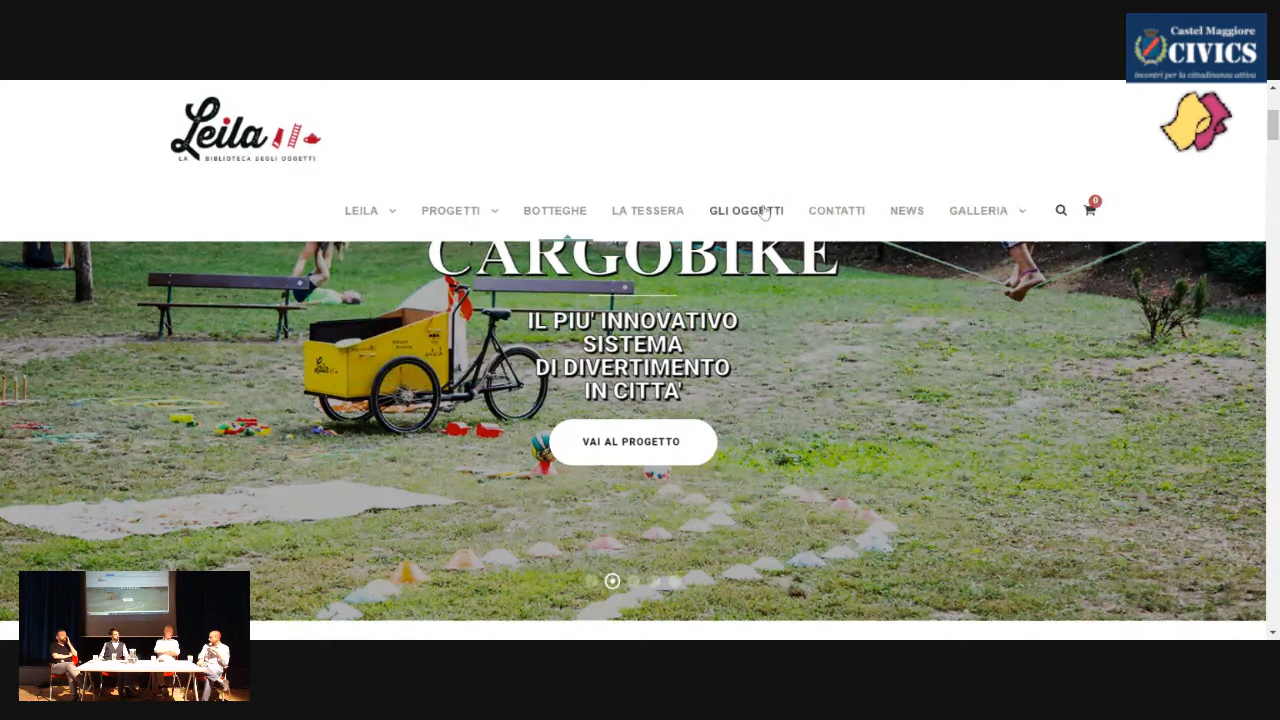 Castel Maggiore
CIVICS
incontri per la cittadinanza attiva
Leila
LA BIBLIOTECA DEGLI OGGETTI
LEILA PROGETTI BOTTEGHE LA TESSERA GLI OGGETTI CONTATTI NEWS GALLERIA 0
CARGOBIKE
IL PIU' INNOVATIVO
SISTEMA
DI DIVERTIMENTO
IN CITTA'
VAI AL PROGETTO
Leila